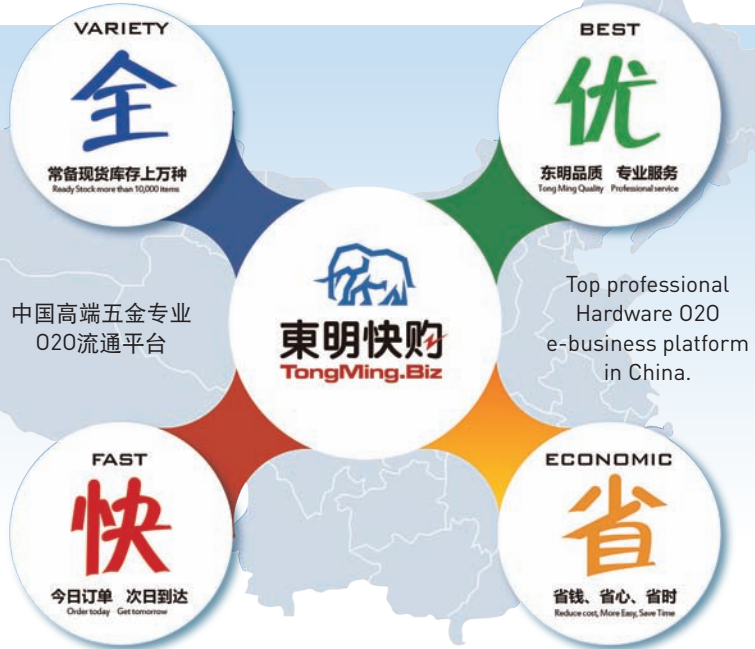 VARIETY
全
常备现货库存上万种
Ready Stock more than 10,000 items
BEST
优
东明品质 专业服务
Tong Ming Quality Professional service
中国高端五金专业
O2O流通平台
東明快购
TongMing.Biz
Top professional
Hardware O2O
e-business platform
in China.
FAST
快
今日订单 次日到达
Order today Get tomorrow
ECONOMIC
省
省钱、省心、省时
Reduce cost, More Easy, Save Time